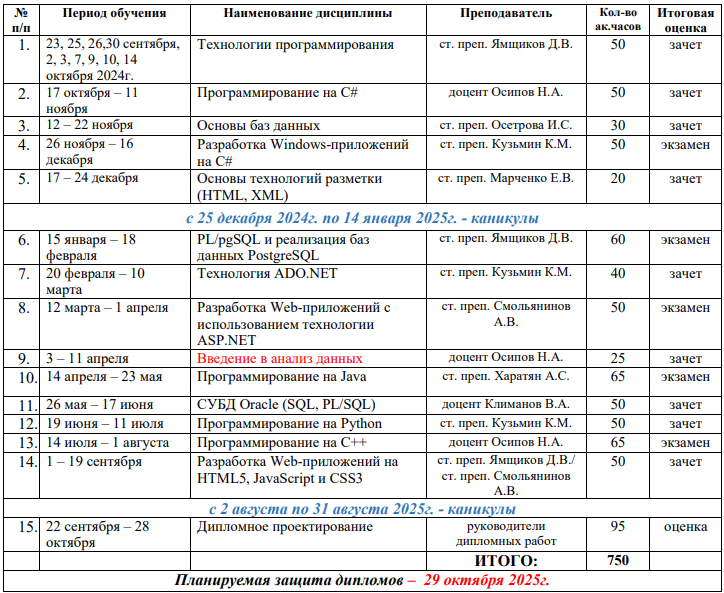 № Период обучения Наименование дисциплины Преподаватель Кол-во Итоговая
п/п ак.часов оценка
1. 23, 25, 26,30 сентября, Технологии программирования ст. преп. Ямщиков Д.В. 50 зачет
2, 3, 7, 9, 10, 14
октября 2024г.
2. 17 октября – 11 Программирование на C# доцент Осипов Н.А. 50 зачет
ноября
3. 12 – 22 ноября Основы баз данных ст. преп. Осетрова И.С. 30 зачет
4. 26 ноября – 16 Разработка Windows-приложений ст. преп. Кузьмин К.М. 50 экзамен
декабря на C#
5. 17 – 24 декабря Основы технологий разметки ст. преп. Марченко Е.В. 20 зачет
(HTML, XML)
с 25 декабря 2024г. по 14 января 2025г. - каникулы
6. 15 января – 18 PL/pgSQL и реализация баз ст. преп. Ямщиков Д.В. 60 экзамен
февраля данных PostgreSQL
7. 20 февраля – 10 Технология ADO.NET ст. преп. Кузьмин К.М. 40 зачет
марта
8. 12 марта – 1 апреля Разработка Web-приложений с ст. преп. Смольянинов 50 экзамен
использованием технологии А.В.
ASP.NET
9. 3 – 11 апреля Введение в анализ данных доцент Осипов Н.А. 25 зачет
10. 14 апреля – 23 мая Программирование на Java ст. преп. Харатян А.С. 65 экзамен
11. 26 мая – 17 июня СУБД Oracle (SQL, PL/SQL) доцент Климанов В.А. 50 зачет
12. 19 июня – 11 июля Программирование на Python ст. преп. Кузьмин К.М. 50 зачет
13. 14 июля – 1 августа Программирование на C++ доцент Осипов Н.А. 65 экзамен
14. 1 – 19 сентября Разработка Web-приложений на ст. преп. Ямщиков Д.В./ 50 зачет
HTML5, JavaScript и CSS3 ст. преп. Смольянинов
А.В.
с 2 августа по 31 августа 2025г. - каникулы
15. 22 сентября – 28 Дипломное проектирование руководители 95 оценка
октября дипломных работ
ИТОГО: 750
Планируемая защита дипломов – 29 октября 2025г.